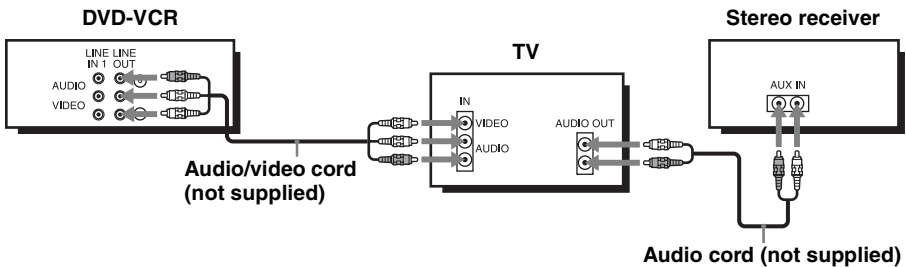 DVD-VCR
Stereo receiver
TV
LINE LINE
IN 1 OUT
AUDIO
VIDEO
IN
VIDEO
AUDIO
AUDIO OUT
AUX IN
Audio/video cord
(not supplied)
Audio cord (not supplied)